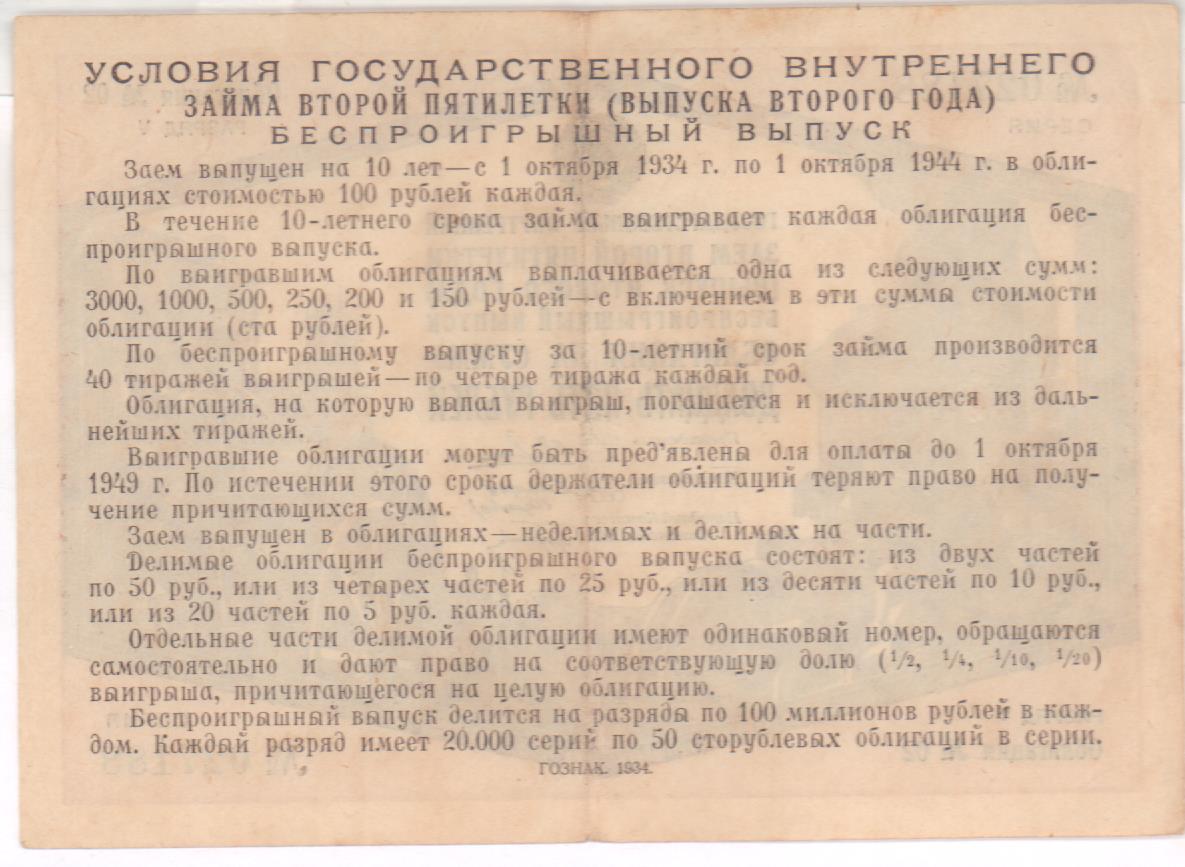 УСЛОВИЯ ГОСУДАРСТВЕННОГО ВНУТРЕННЕГО
ЗАЙМА ВТОРОЙ ПЯТИЛЕТКИ (ВЫПУСКА ВТОРОГО ГОДА)
БЕСПРОИГРЫШНЫЙ ВЫПУСК
Заем выпущен на 10 лет—с 1 октября 1934 г. по 1 октября 1944 г. в обли-
гациях стоимостью 100 рублей каждая.
В течение 10-летнего срока займа выигрывает каждая облигация бес-
проигрышного выпуска.
По выигравшим облигациям выплачивается одна из следующих сумм:
3000, 1000, 500, 250, 200 и 150 рублей—с включением в эти суммы стоимости
облигации (ста рублей).
По беспроигрышному выпуску за 10-летний срок займа производится
40 тиражей выигрышей—по четыре тиража каждый год.
Облигация, на которую выпал выигрыш, погашается и исключается из даль-
нейших тиражей.
Выигравшие облигации могут быть пред'явлены для оплаты до 1 октября
1949 г. По истечении этого срока держатели облигаций теряют право на полу-
чение причитающихся сумм.
Заем выпущен в облигациях—неделимых и делимых на части.
Делимые облигации беспроигрышного выпуска состоят: из двух частей
по 50 руб., или из четырех частей по 25 руб., или из десяти частей по 10 руб.,
или из 20 частей по 5 руб. каждая.
Отдельные части делимой облигации имеют одинаковый номер, обращаются
самостоятельно и дают право на соответствующую долю (1/2, 1/4, 1/10, 1/20)
выигрыша, причитающегося на целую облигацию.
Беспроигрышный выпуск делится на разряды по 100 миллионов рублей в каж-
дом. Каждый разряд имеет 20.000 серий по 50 сторублевых облигаций в серии.
ГОЗНАК. 1934.